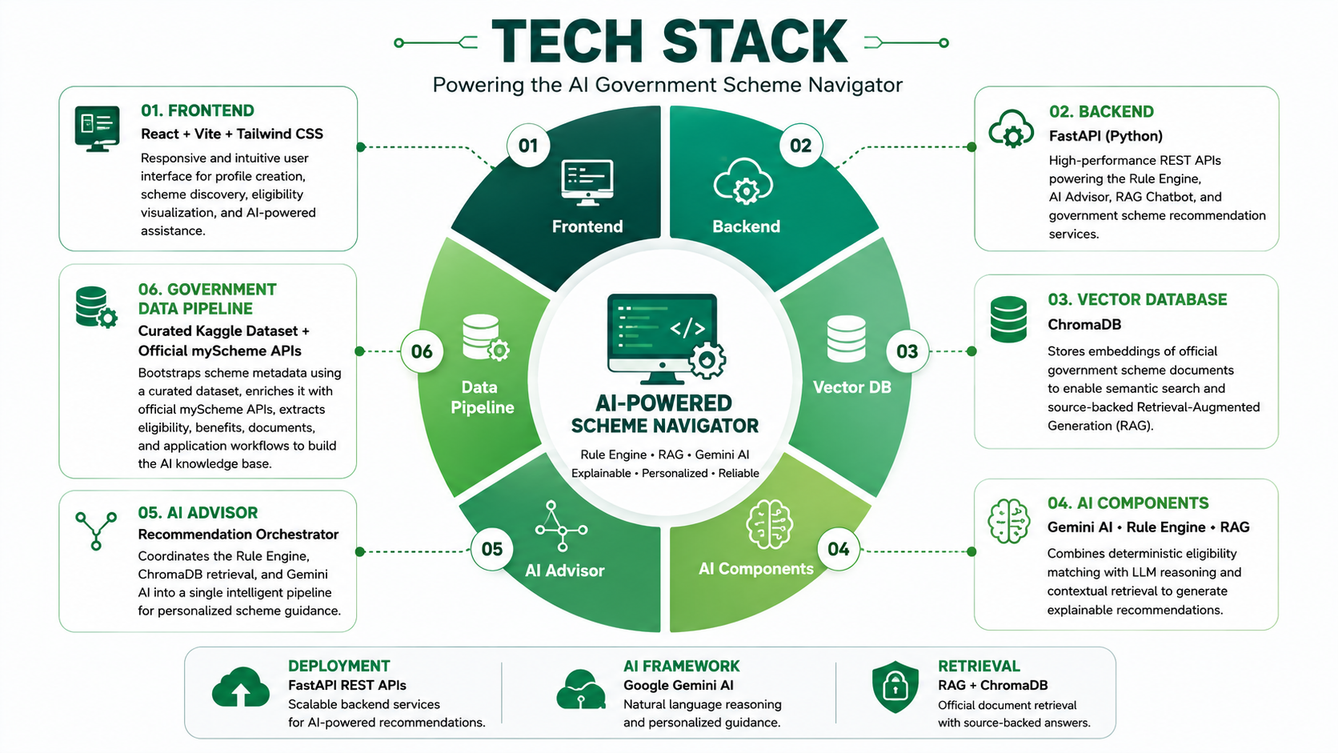 TECH STACK
Powering the AI Government Scheme Navigator
01. FRONTEND
React + Vite + Tailwind CSS
Responsive and intuitive user
interface for profile creation,
scheme discovery, eligibility
visualization, and AI-powered
assistance.
02. BACKEND
FastAPI (Python)
High-performance REST APIs
powering the Rule Engine,
AI Advisor, RAG Chatbot, and
government scheme recommendation
services.
03. VECTOR DATABASE
ChromaDB
Stores embeddings of official
government scheme documents
to enable semantic search and
source-backed Retrieval-Augmented
Generation (RAG).
04. AI COMPONENTS
Gemini AI • Rule Engine • RAG
Combines deterministic eligibility
matching with LLM reasoning and
contextual retrieval to generate
explainable recommendations.
05. AI ADVISOR
Recommendation Orchestrator
Coordinates the Rule Engine,
ChromaDB retrieval, and Gemini
AI into a single intelligent pipeline
for personalized scheme guidance.
06. GOVERNMENT
DATA PIPELINE
Curated Kaggle Dataset +
Official myScheme APIs
Bootstraps scheme metadata using
a curated dataset, enriches it with
official myScheme APIs, extracts
eligibility, benefits, documents,
and application workflows to build
the AI knowledge base.
01
Frontend
02
Backend
03
Vector DB
04
AI Components
05
AI Advisor
06
Data
Pipeline
</>
AI-POWERED
SCHEME NAVIGATOR
Rule Engine • RAG • Gemini AI
Explainable • Personalized • Reliable
DEPLOYMENT
FastAPI REST APIs
Scalable backend services
for AI-powered recommendations.
AI FRAMEWORK
Google Gemini AI
Natural language reasoning
and personalized guidance.
RETRIEVAL
RAG + ChromaDB
Official document retrieval
with source-backed answers.